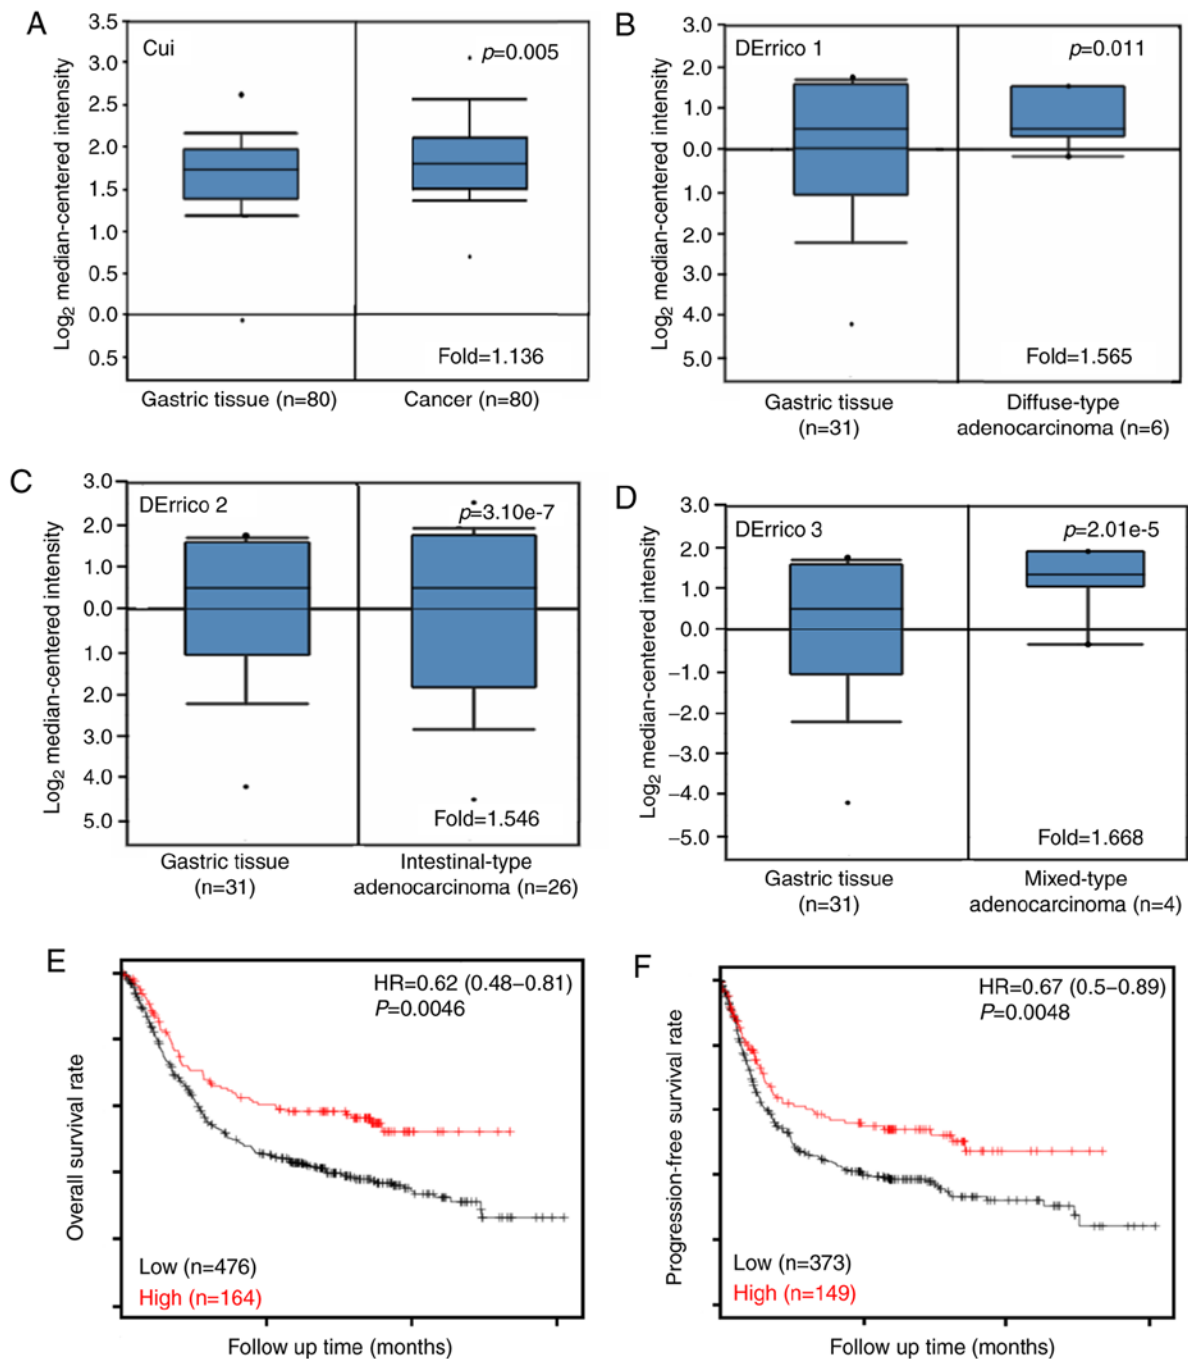 A
Log2 median-centered intensity
3.5
3.0
2.5
2.0
1.5
1.0
0.5
0.0
0.5
Cui
p=0.005
Fold=1.136
Gastric tissue (n=80)
Cancer (n=80)
B
Log2 median-centered intensity
3.0
2.0
1.0
0.0
1.0
2.0
3.0
4.0
5.0
DErrico 1
p=0.011
Fold=1.565
Gastric tissue
(n=31)
Diffuse-type
adenocarcinoma (n=6)
C
Log2 median-centered intensity
3.0
2.0
1.0
0.0
1.0
2.0
3.0
4.0
5.0
DErrico 2
p=3.10e-7
Fold=1.546
Gastric tissue
(n=31)
Intestinal-type
adenocarcinoma (n=26)
D
Log2 median-centered intensity
3.0
2.0
1.0
0.0
−1.0
−2.0
−3.0
−4.0
−5.0
DErrico 3
p=2.01e-5
Fold=1.668
Gastric tissue
(n=31)
Mixed-type
adenocarcinoma (n=4)
E
Overall survival rate
HR=0.62 (0.48−0.81)
P=0.0046
Low (n=476)
High (n=164)
Follow up time (months)
F
Progression-free survival rate
HR=0.67 (0.5−0.89)
P=0.0048
Low (n=373)
High (n=149)
Follow up time (months)